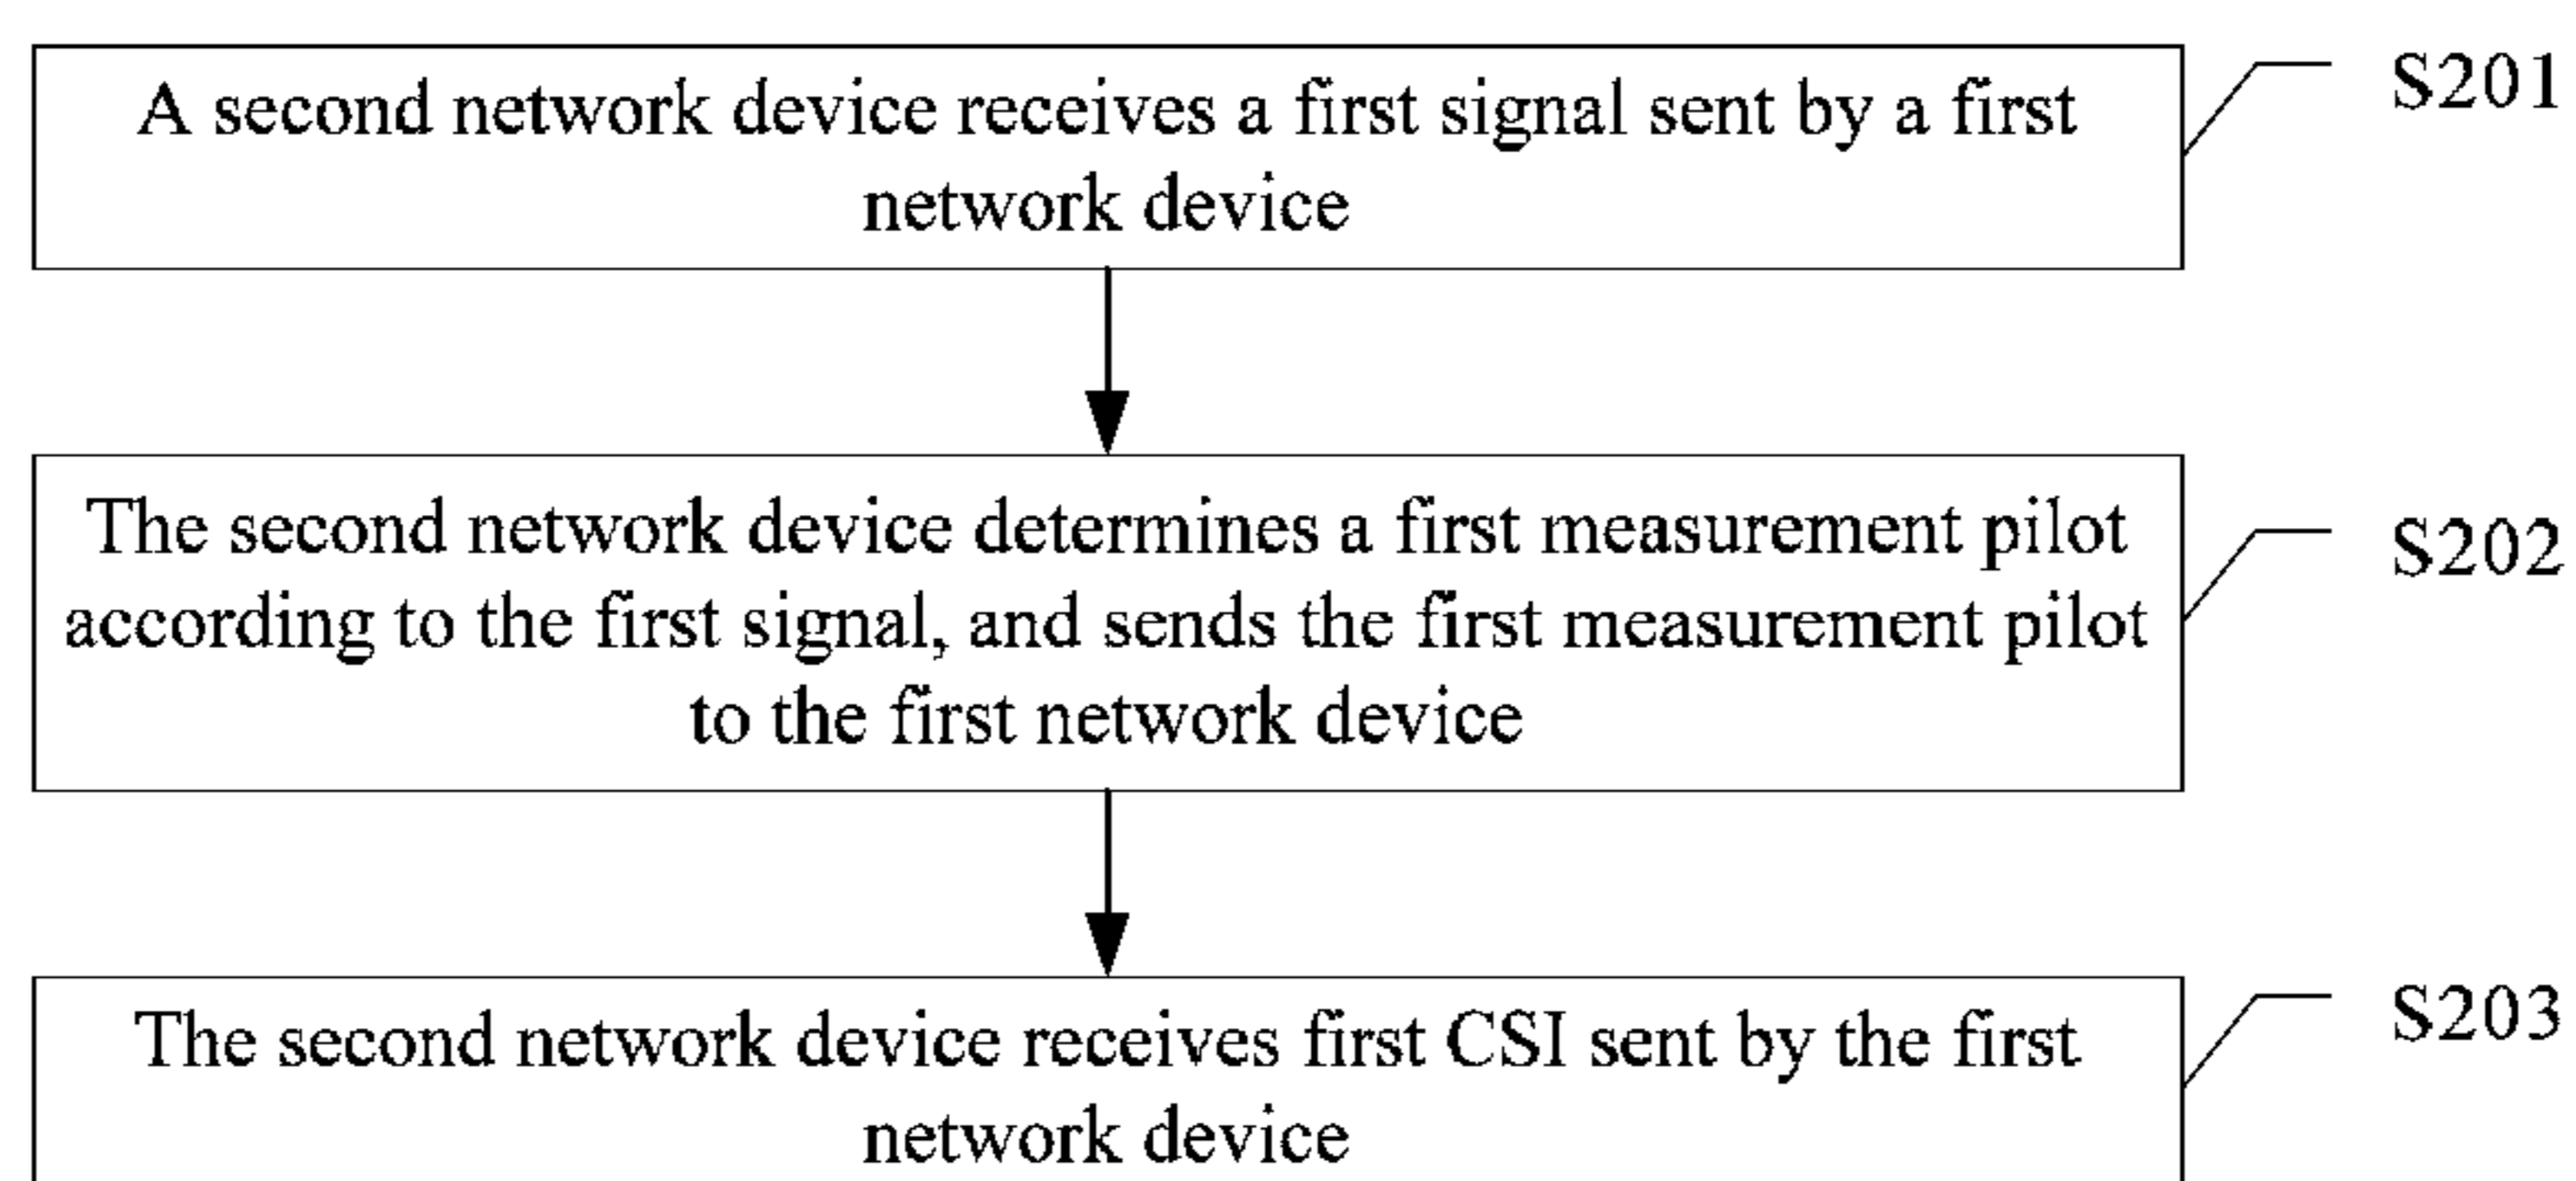 A second network device receives a first signal sent by a first
network device
S201
The second network device determines a first measurement pilot
according to the first signal, and sends the first measurement pilot
to the first network device
S202
The second network device receives first CSI sent by the first
network device
S203